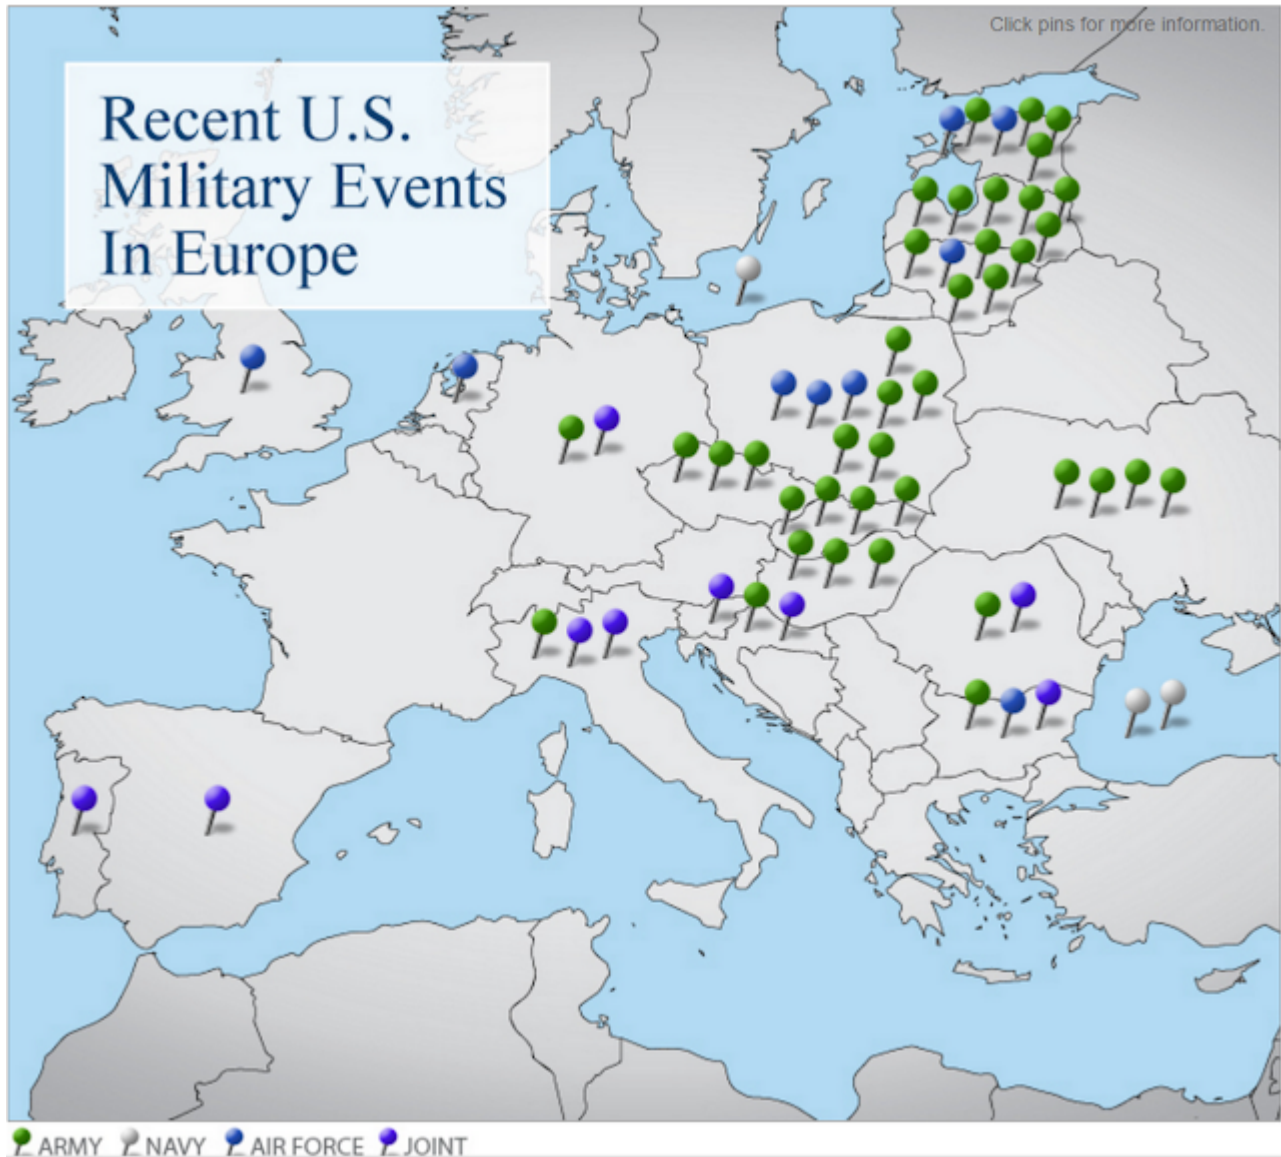 Click pins for more information.
Recent U.S.
Military Events
In Europe
ARMY NAVY AIR FORCE JOINT